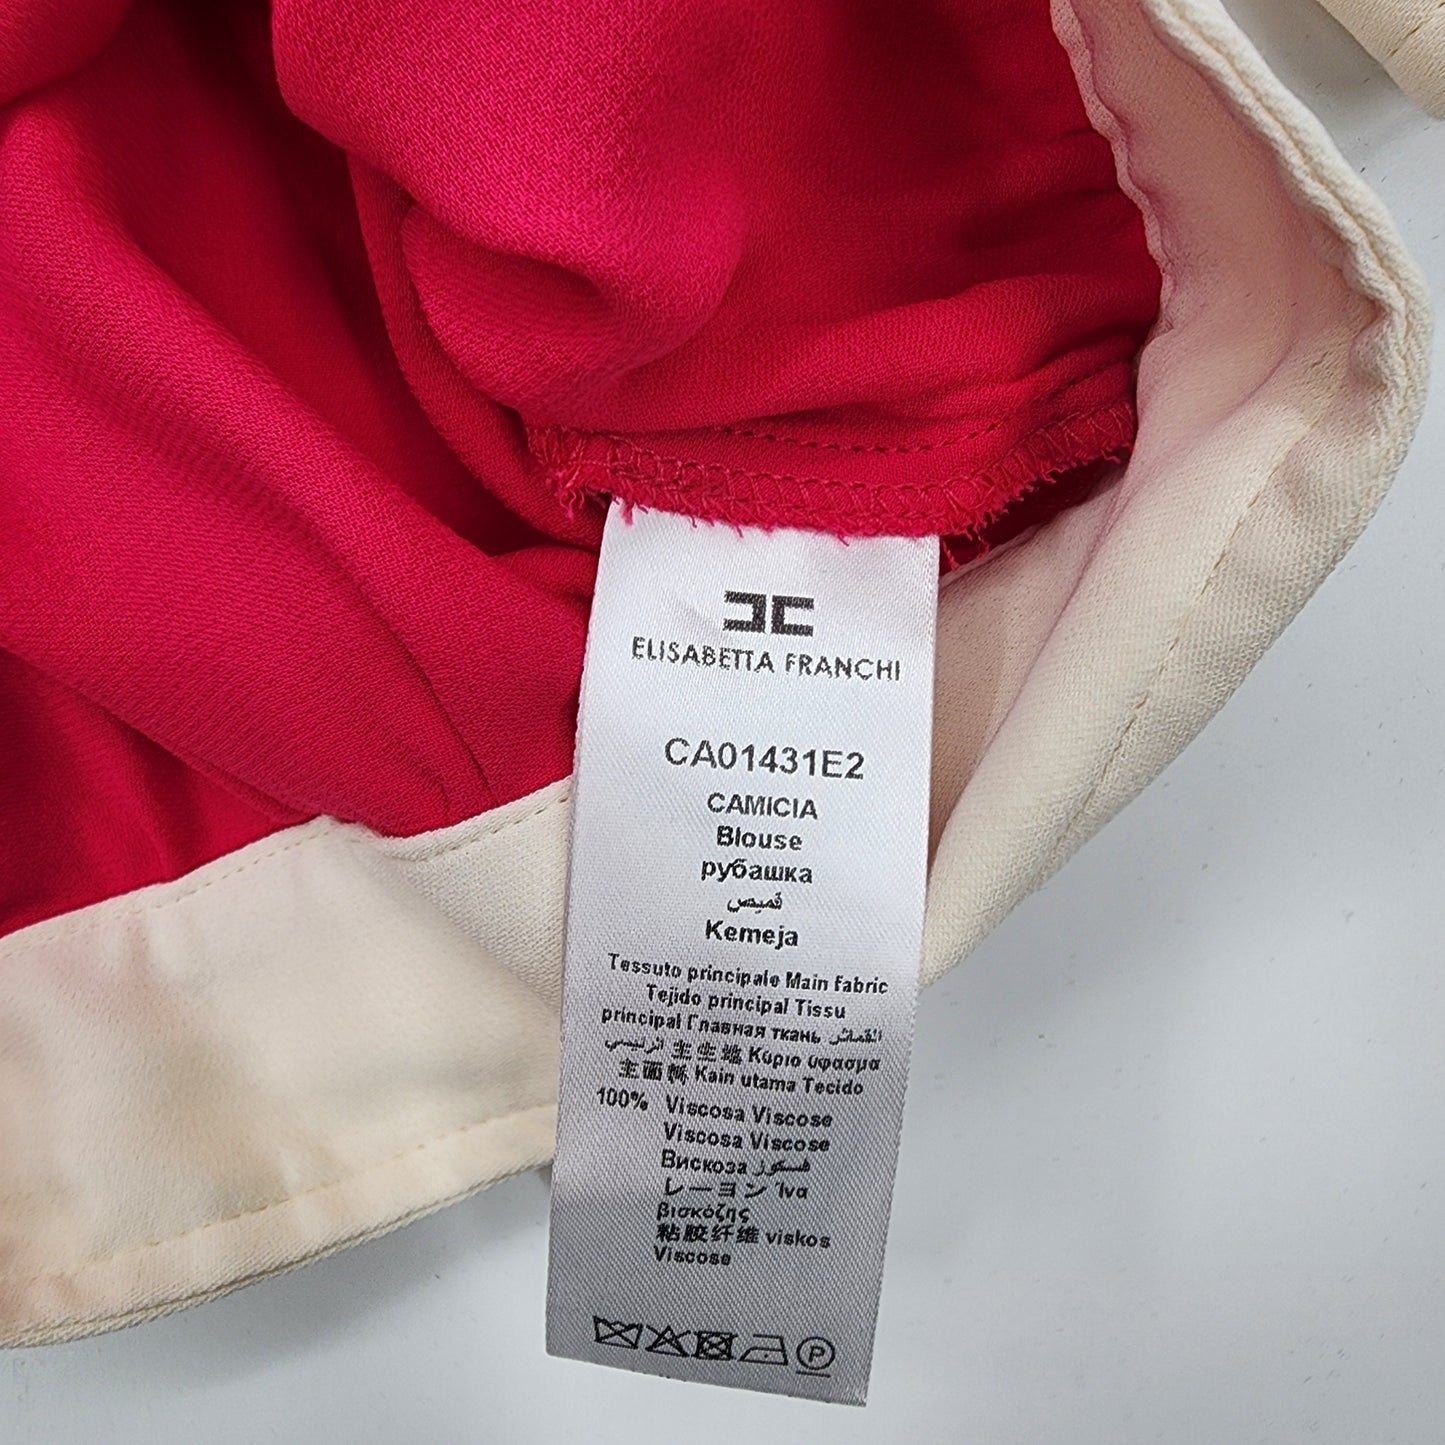 ELISABETTA FRANCHI
CA01431E2
CAMICIA
Blouse
рубашка
قميص
Kemeja
Tessuto principale Main fabric
Tejido principal Tissu
principal Главная ткань القماش
الرئيسي 主生地 Κύριο ύφασμα
主面料 Kain utama Tecido
100% Viscosa Viscose
Viscosa Viscose
Вискоза فسكوز
レーヨン Ίνα
βισκόζης
粘胶纤维 viskos
Viscose
P